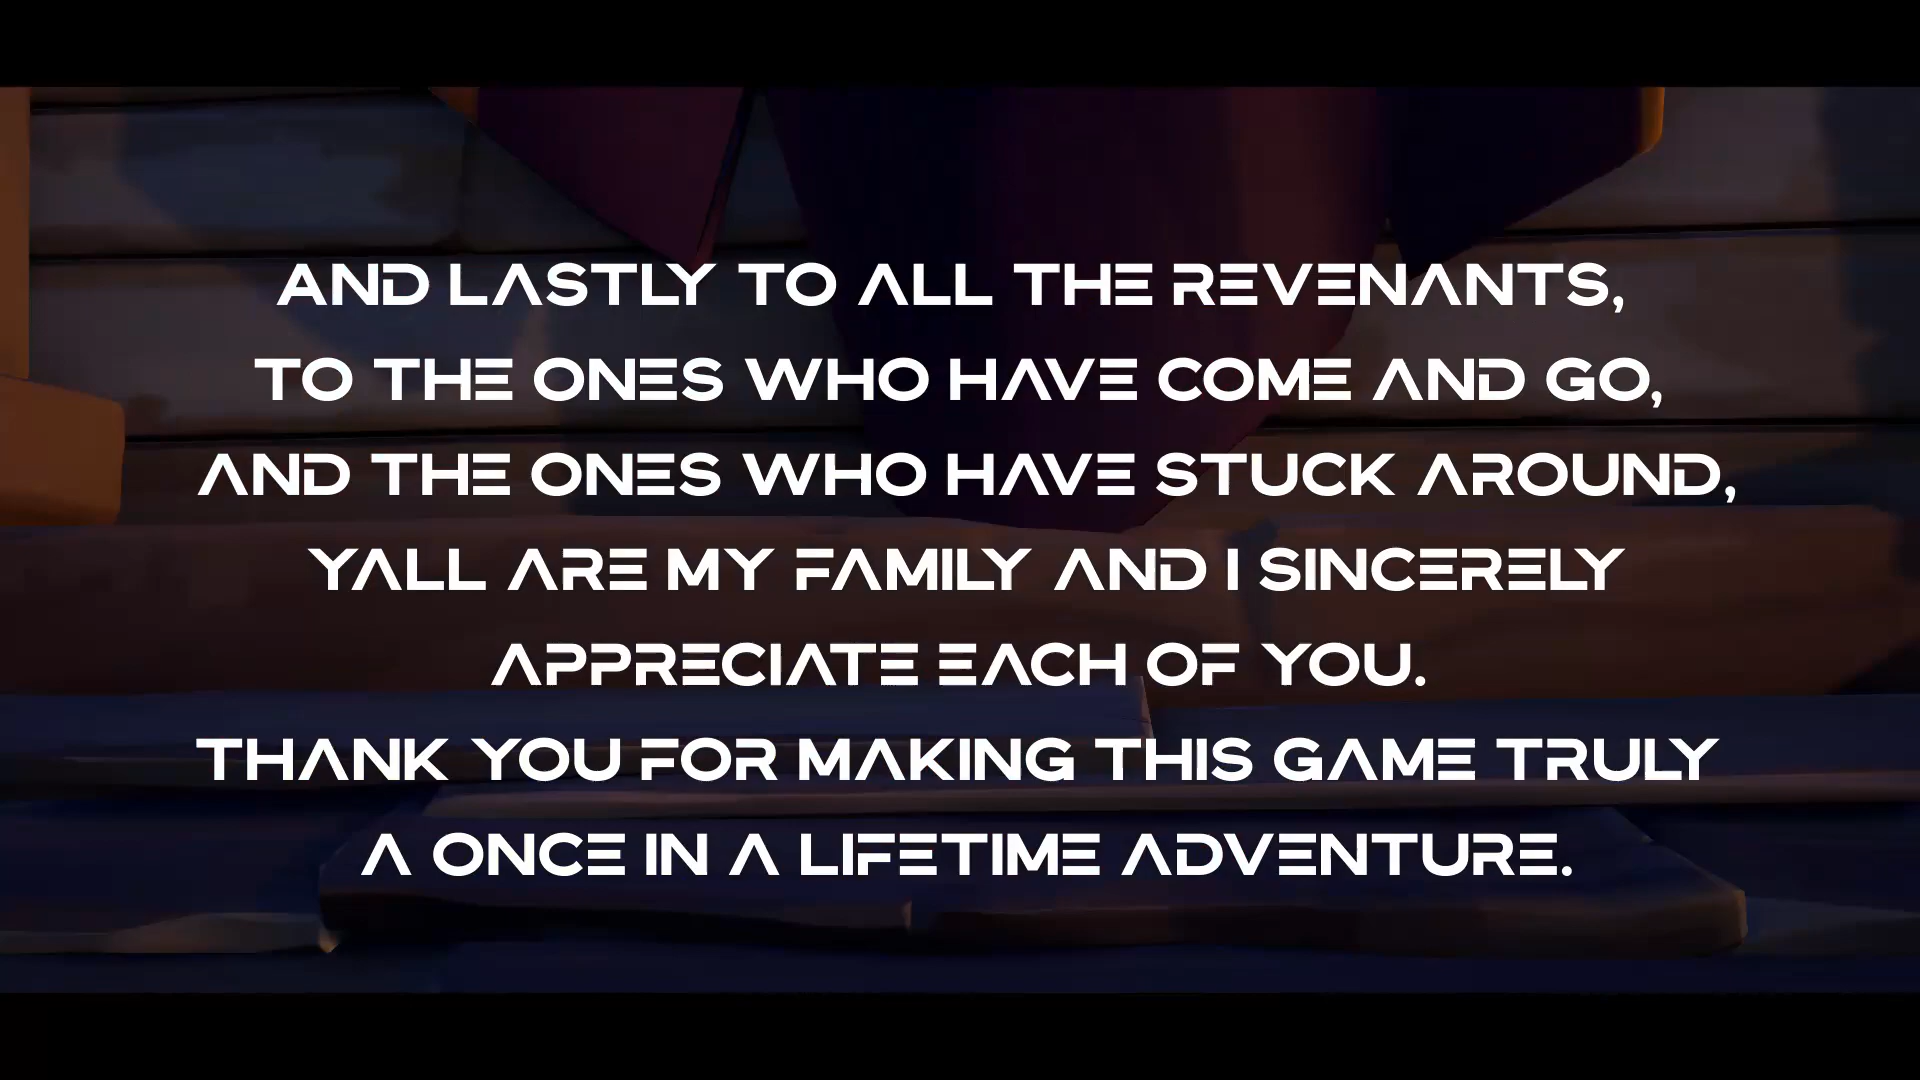 AND LASTLY TO ALL THE REVENANTS,
TO THE ONES WHO HAVE COME AND GO,
AND THE ONES WHO HAVE STUCK AROUND,
YALL ARE MY FAMILY AND I SINCERELY
APPRECIATE EACH OF YOU.
THANK YOU FOR MAKING THIS GAME TRULY
A ONCE IN A LIFETIME ADVENTURE.